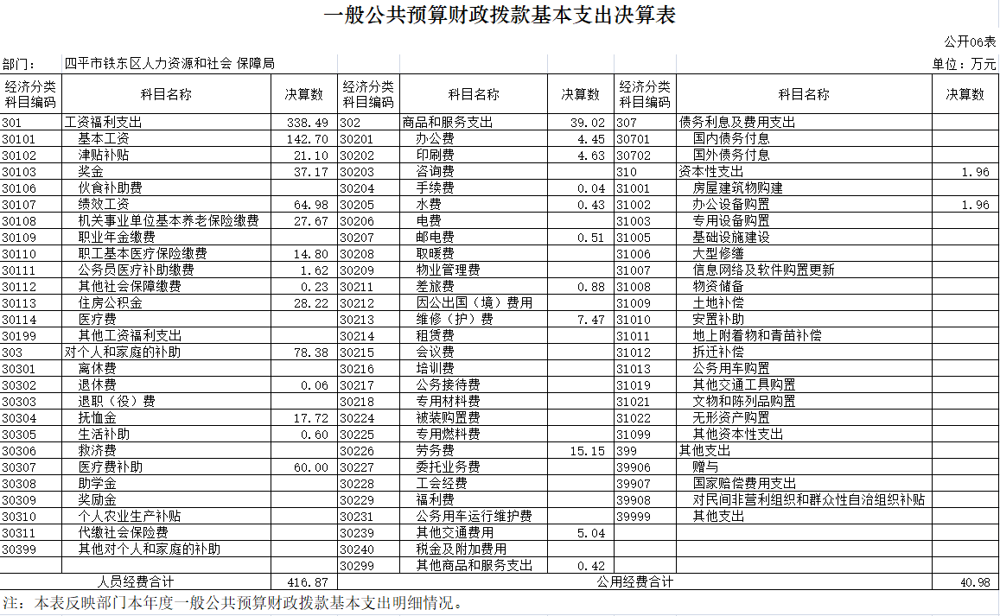 一般公共预算财政拨款基本支出决算表
公开06表
部门： 四平市铁东区人力资源和社会 保障局 单位：万元
经济分类科目编码 科目名称 决算数 经济分类科目编码 科目名称 决算数 经济分类科目编码 科目名称 决算数
301 工资福利支出 338.49 302 商品和服务支出 39.02 307 债务利息及费用支出
30101 基本工资 142.70 30201 办公费 4.45 30701 国内债务付息
30102 津贴补贴 21.10 30202 印刷费 4.63 30702 国外债务付息
30103 奖金 37.17 30203 咨询费 310 资本性支出 1.96
30106 伙食补助费 30204 手续费 0.04 31001 房屋建筑物购建
30107 绩效工资 64.98 30205 水费 0.43 31002 办公设备购置 1.96
30108 机关事业单位基本养老保险缴费 27.67 30206 电费 31003 专用设备购置
30109 职业年金缴费 30207 邮电费 0.51 31005 基础设施建设
30110 职工基本医疗保险缴费 14.80 30208 取暖费 31006 大型修缮
30111 公务员医疗补助缴费 1.62 30209 物业管理费 31007 信息网络及软件购置更新
30112 其他社会保障缴费 0.23 30211 差旅费 0.88 31008 物资储备
30113 住房公积金 28.22 30212 因公出国（境）费用 31009 土地补偿
30114 医疗费 30213 维修（护）费 7.47 31010 安置补助
30199 其他工资福利支出 30214 租赁费 31011 地上附着物和青苗补偿
303 对个人和家庭的补助 78.38 30215 会议费 31012 拆迁补偿
30301 离休费 30216 培训费 31013 公务用车购置
30302 退休费 0.06 30217 公务接待费 31019 其他交通工具购置
30303 退职（役）费 30218 专用材料费 31021 文物和陈列品购置
30304 抚恤金 17.72 30224 被装购置费 31022 无形资产购置
30305 生活补助 0.60 30225 专用燃料费 31099 其他资本性支出
30306 救济费 30226 劳务费 15.15 399 其他支出
30307 医疗费补助 60.00 30227 委托业务费 39906 赠与
30308 助学金 30228 工会经费 39907 国家赔偿费用支出
30309 奖励金 30229 福利费 39908 对民间非营利组织和群众性自治组织补贴
30310 个人农业生产补贴 30231 公务用车运行维护费 39999 其他支出
30311 代缴社会保险费 30239 其他交通费用 5.04
30399 其他对个人和家庭的补助 30240 税金及附加费用
30299 其他商品和服务支出 0.42
人员经费合计 416.87 公用经费合计 40.98
注：本表反映部门本年度一般公共预算财政拨款基本支出明细情况。